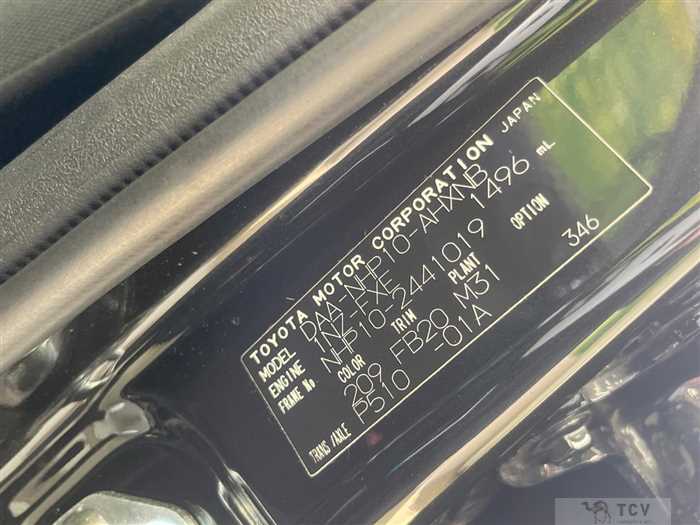 TOYOTA MOTOR CORPORATION JAPAN
MODEL DAA-NHP10-AHXNB
ENGINE 1NZ-FXE 1496 mL
FRAME No NHP10-2441019
COLOR TRIM PLANT OPTION
209 FB20 M31 346
TRNS/AXLE P510 -01A
TCV